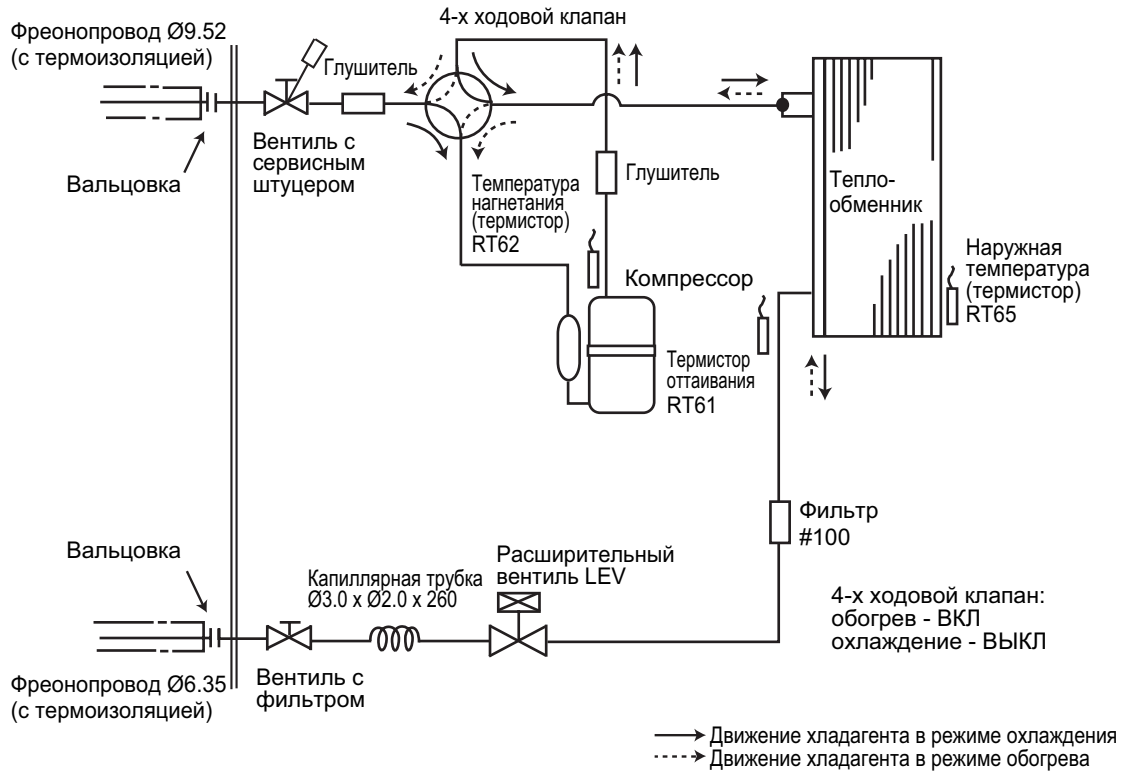 4-х ходовой клапан
Фреонопровод Ø9.52
(с термоизоляцией)
Глушитель
Вентиль с
сервисным
штуцером
Вальцовка
Температура
нагнетания
(термистор)
RT62
Глушитель
Тепло-
обменник
Наружная
температура
(термистор)
RT65
Компрессор
Термистор
оттаивания
RT61
Фильтр
#100
Вальцовка
Капиллярная трубка
Ø3.0 x Ø2.0 x 260
Расширительный
вентиль LEV
4-х ходовой клапан:
обогрев - ВКЛ
охлаждение - ВЫКЛ
Фреонопровод Ø6.35
(с термоизоляцией)
Вентиль с
фильтром
Движение хладагента в режиме охлаждения
Движение хладагента в режиме обогрева